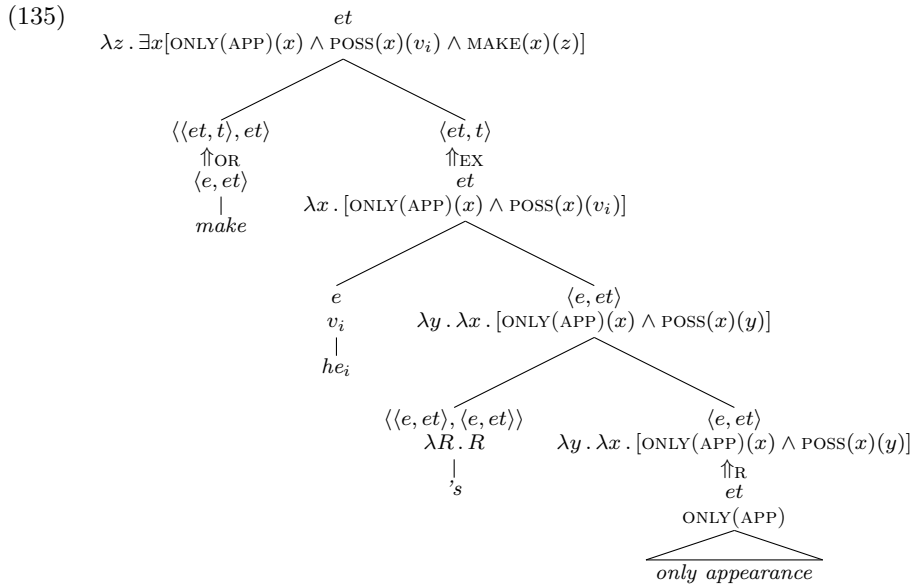 (135)
et
λz . ∃x[ONLY(APP)(x) ∧ POSS(x)(v_i) ∧ MAKE(x)(z)]
⟨⟨et, t⟩, et⟩ ⟨et, t⟩
⇑OR ⇑EX
⟨e, et⟩ et
λx . [ONLY(APP)(x) ∧ POSS(x)(v_i)]
make
e ⟨e, et⟩
v_i λy . λx . [ONLY(APP)(x) ∧ POSS(x)(y)]
he_i
⟨⟨e, et⟩, ⟨e, et⟩⟩ ⟨e, et⟩
λR . R λy . λx . [ONLY(APP)(x) ∧ POSS(x)(y)]
⇑R
's et
ONLY(APP)
only appearance